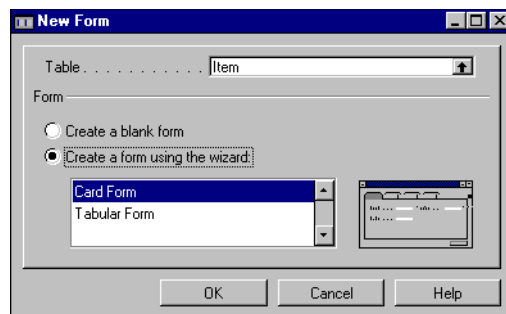 New Form
Table . . . . . . . . . . . Item
Form
Create a blank form
Create a form using the wizard:
Card Form
Tabular Form
OK Cancel Help